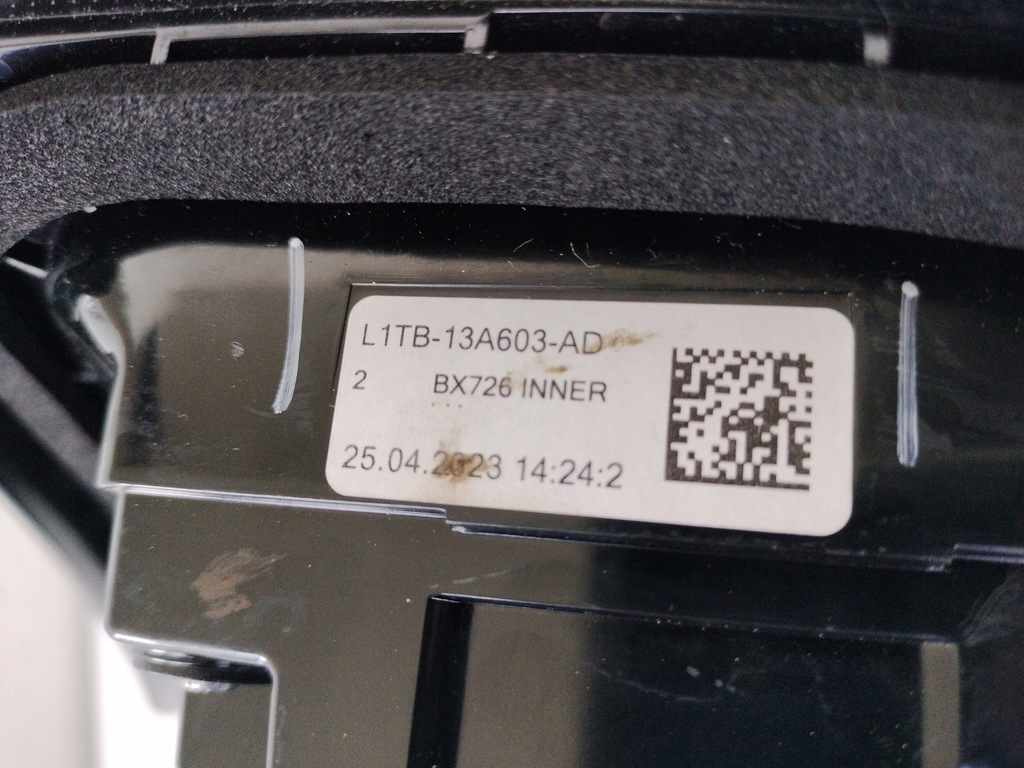 L1TB-13A603-AD
2 BX726 INNER
25.04.2023 14:24:2